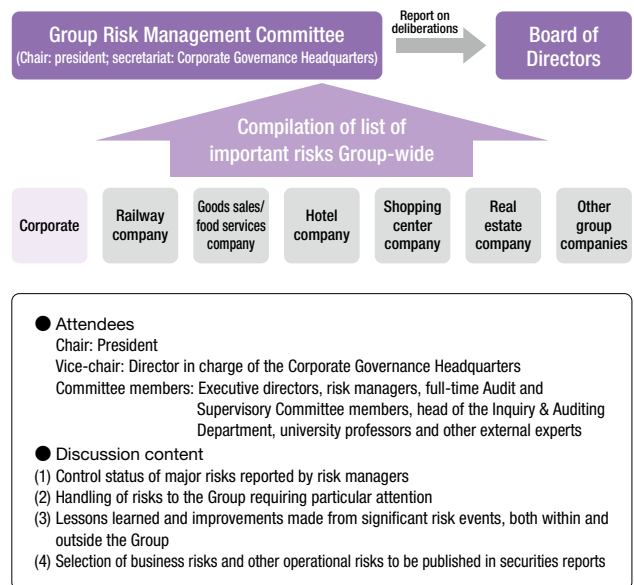 Group Risk Management Committee
(Chair: president; secretariat: Corporate Governance Headquarters)
Report on
deliberations
Board of
Directors
Compilation of list of
important risks Group-wide
Corporate
Railway
company
Goods sales/
food services
company
Hotel
company
Shopping
center
company
Real
estate
company
Other
group
companies
● Attendees
Chair: President
Vice-chair: Director in charge of the Corporate Governance Headquarters
Committee members: Executive directors, risk managers, full-time Audit and
Supervisory Committee members, head of the Inquiry & Auditing
Department, university professors and other external experts
● Discussion content
(1) Control status of major risks reported by risk managers
(2) Handling of risks to the Group requiring particular attention
(3) Lessons learned and improvements made from significant risk events, both within and
outside the Group
(4) Selection of business risks and other operational risks to be published in securities reports